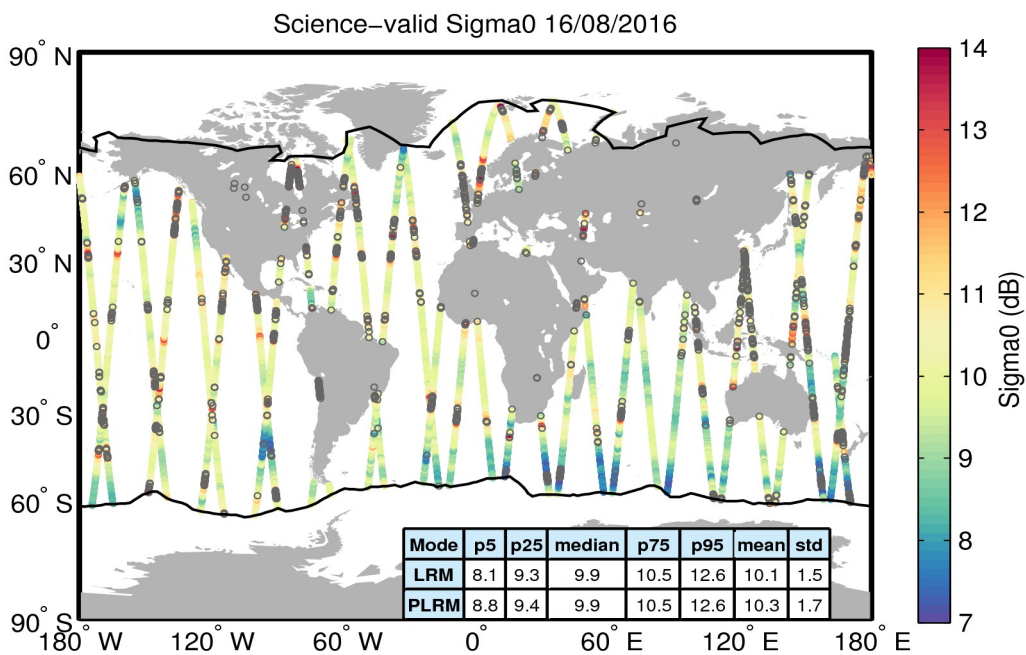 Science−valid Sigma0 16/08/2016
90° N
60° N
30° N
0°
30° S
60° S
90° S
180° W
120° W
60° W
0°
60° E
120° E
180° E
Mode p5 p25 median p75 p95 mean std
LRM 8.1 9.3 9.9 10.5 12.6 10.1 1.5
PLRM 8.8 9.4 9.9 10.5 12.6 10.3 1.7
14
13
12
11
10
9
8
7
Sigma0 (dB)